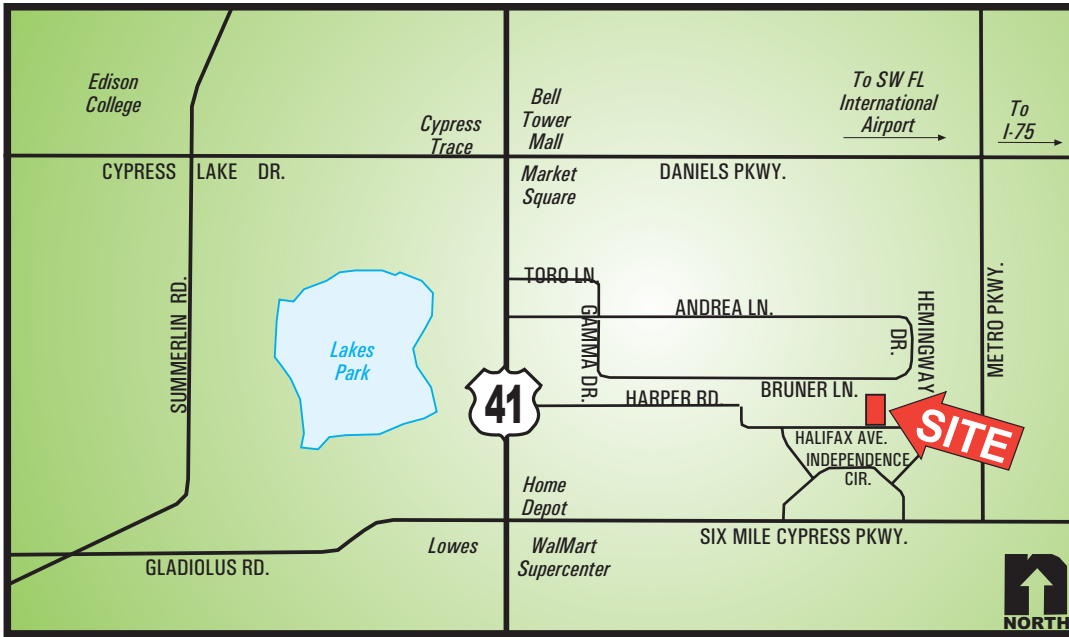 Edison
College
Cypress
Trace
Bell
Tower
Mall
To SW FL
International
Airport
To
I-75
CYPRESS LAKE DR.
DANIELS PKWY.
Market
Square
SUMMERLIN RD.
Lakes
Park
TORO LN.
GAMMA DR.
ANDREA LN.
HEMINGWAY
DR.
METRO PKWY.
BRUNER LN.
41
HARPER RD.
SITE
HALIFAX AVE.
INDEPENDENCE
CIR.
Home
Depot
SIX MILE CYPRESS PKWY.
Lowes
WalMart
Supercenter
GLADIOLUS RD.
n
NORTH